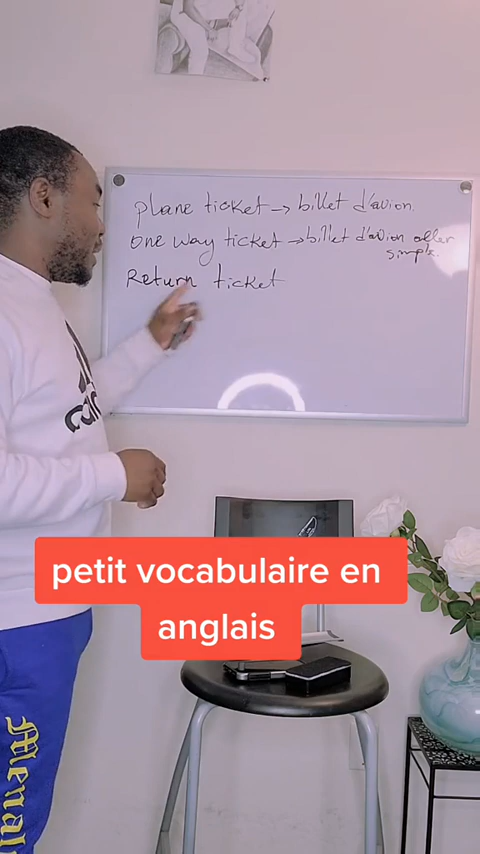 plane ticket → billet d'avion.
one way ticket → billet d'avion aller
simple.
Return ticket
petit vocabulaire en
anglais